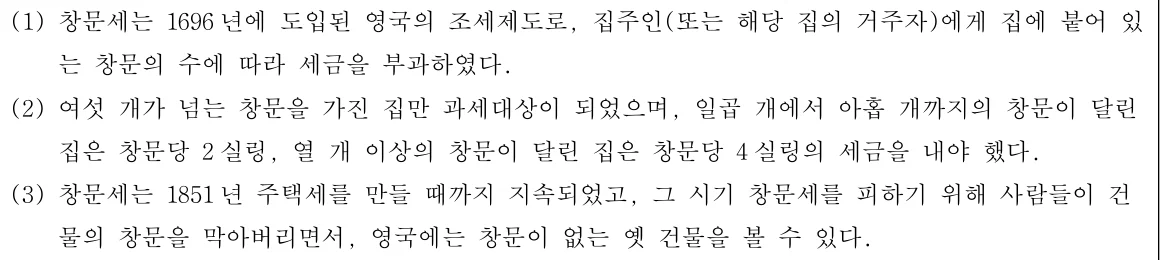 (1) 창문세는 1696년에 도입된 영국의 조세제도로, 집주인(또는 해당 집의 거주자)에게 집에 붙어 있
는 창문의 수에 따라 세금을 부과하였다.
(2) 여섯 개가 넘는 창문을 가진 집만 과세대상이 되었으며, 일곱 개에서 아홉 개까지의 창문이 달린
집은 창문당 2실링, 열 개 이상의 창문이 달린 집은 창문당 4실링의 세금을 내야 했다.
(3) 창문세는 1851년 주택세를 만들 때까지 지속되었고, 그 시기 창문세를 피하기 위해 사람들이 건
물의 창문을 막아버리면서, 영국에는 창문이 없는 옛 건물을 볼 수 있다.